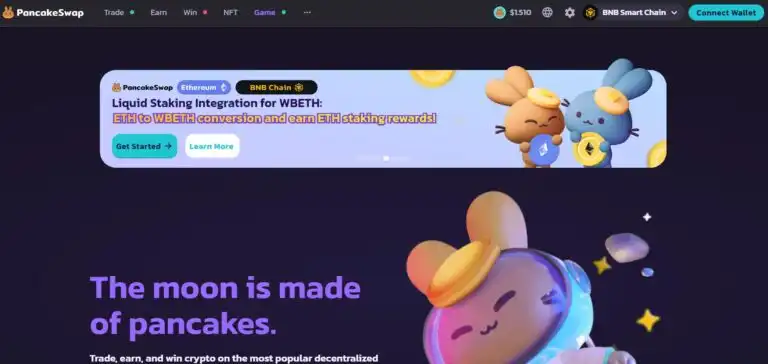 PancakeSwap
Trade
Earn
Win
NFT
Game
$1.510
BNB Smart Chain
Connect Wallet
PancakeSwap
Ethereum
BNB Chain
Liquid Staking Integration for WBETH:
ETH to WBETH conversion and earn ETH staking rewards!
Get Started
Learn More
The moon is made
of pancakes.
Trade, earn, and win crypto on the most popular decentralized